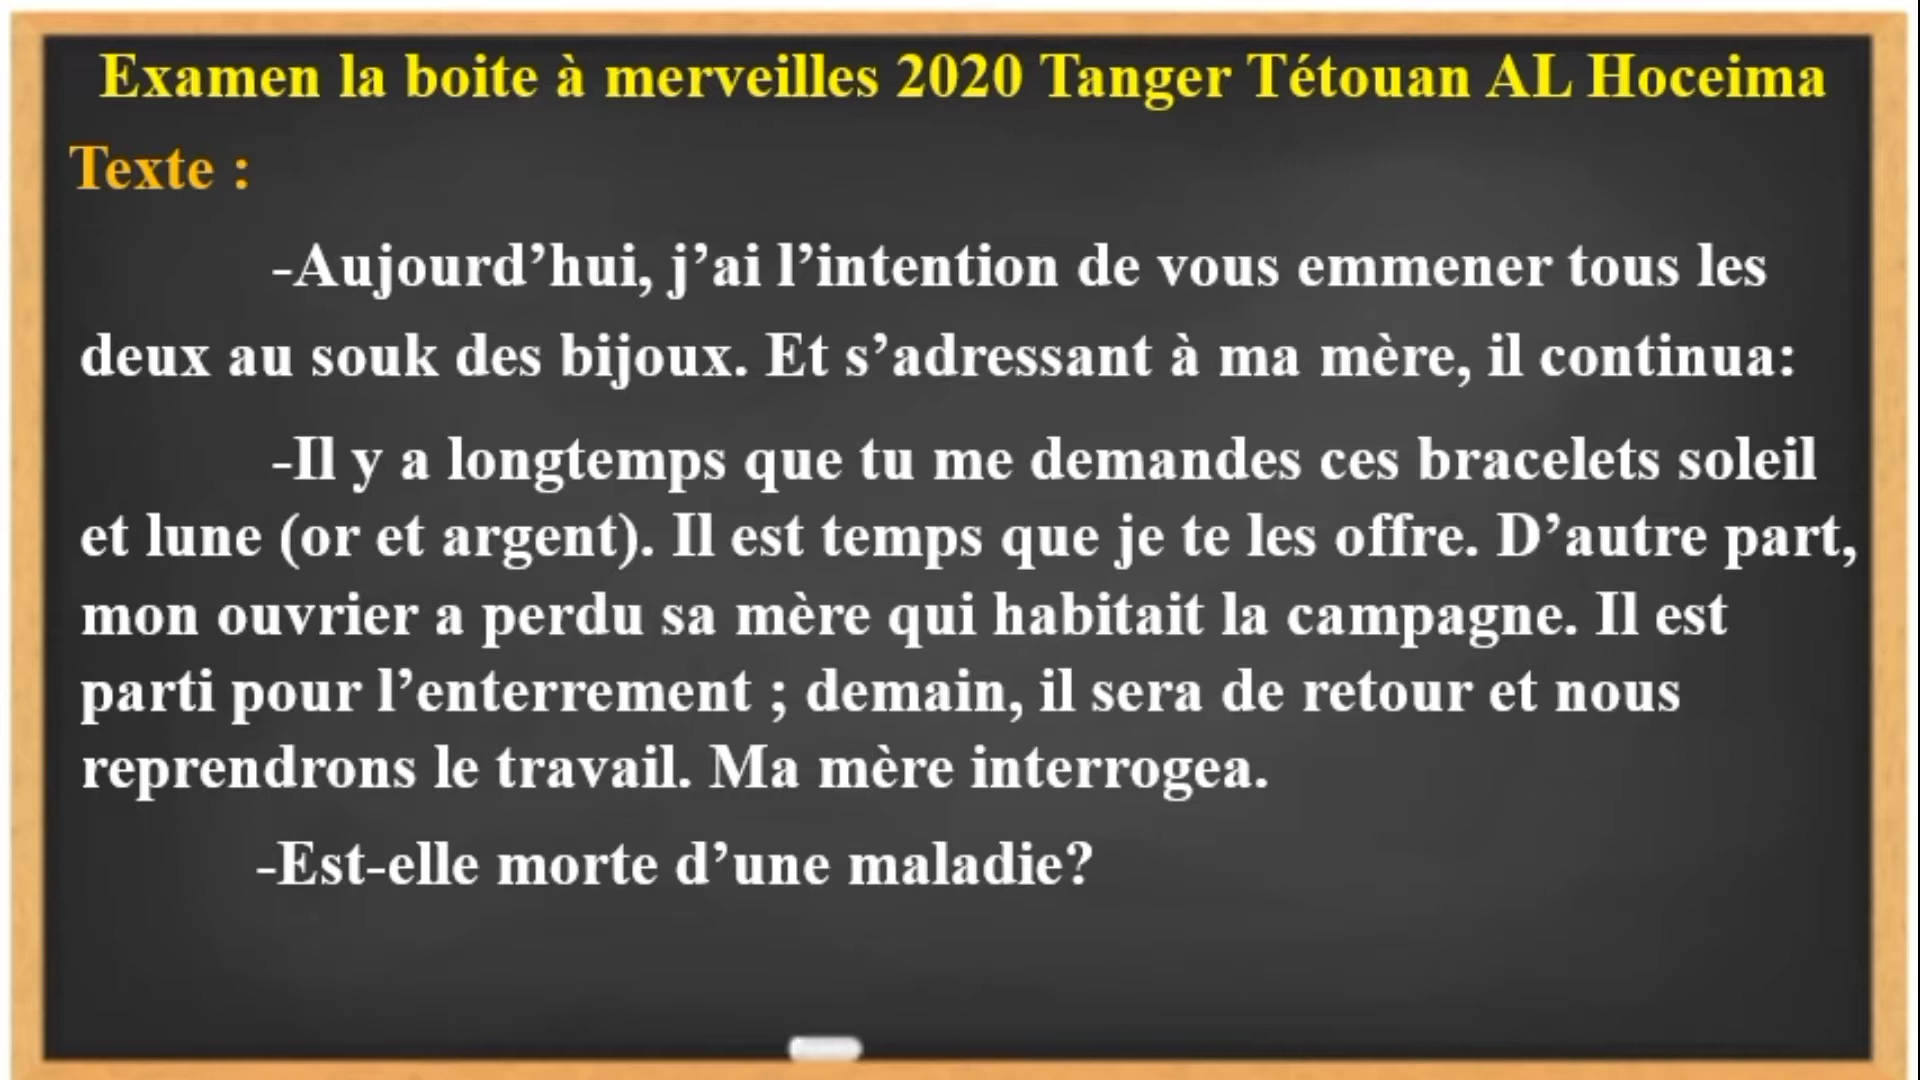 Examen la boite à merveilles 2020 Tanger Tétouan AL Hoceima
Texte :
-Aujourd’hui, j’ai l’intention de vous emmener tous les
deux au souk des bijoux. Et s’adressant à ma mère, il continua:
-Il y a longtemps que tu me demandes ces bracelets soleil
et lune (or et argent). Il est temps que je te les offre. D’autre part,
mon ouvrier a perdu sa mère qui habitait la campagne. Il est
parti pour l’enterrement ; demain, il sera de retour et nous
reprendrons le travail. Ma mère interrogea.
-Est-elle morte d’une maladie?